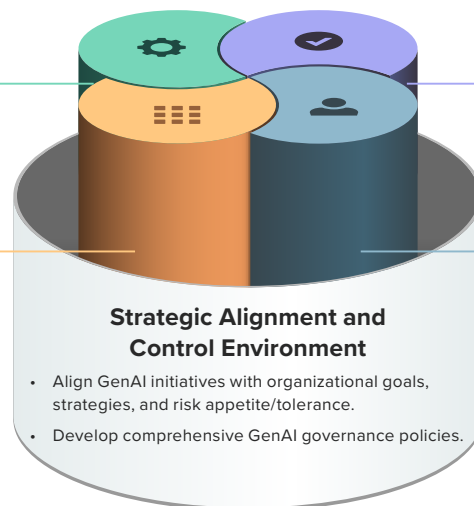 Strategic Alignment and
Control Environment
• Align GenAI initiatives with organizational goals,
strategies, and risk appetite/tolerance.
• Develop comprehensive GenAI governance policies.